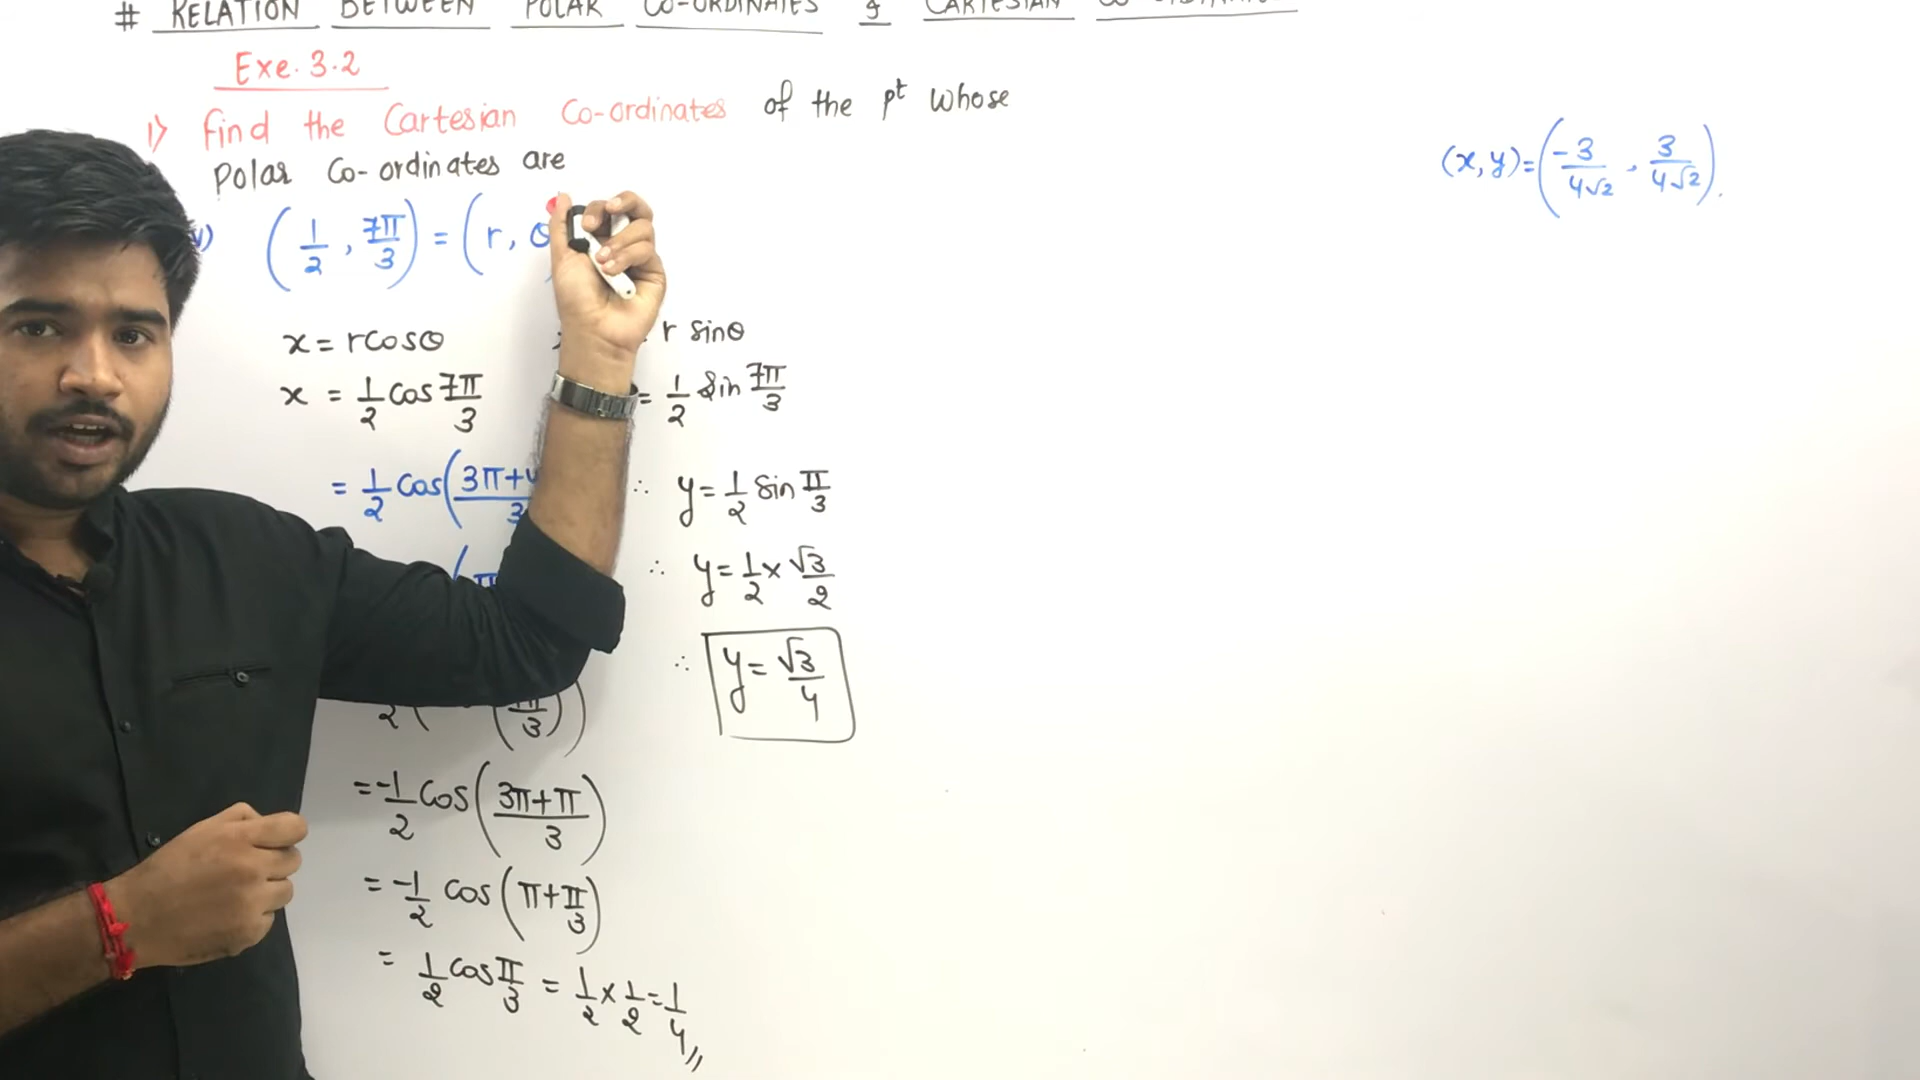 # RELATION BETWEEN POLAR CO-ORDINATES & CARTESIAN
Exe. 3.2
1) Find the Cartesian Co-ordinates of the pt whose
Polar Co-ordinates are
(x, y) = (-3/4√2 , 3/4√2).
(1/2 , 7π/3) = (r, θ
x = rcosθ
r sinθ
x = 1/2 cos 7π/3
= 1/2 sin 7π/3
= 1/2 cos(3π+4
3
∴ y = 1/2 sin π/3
∴ y = 1/2 × √3/2
∴ y = √3/4
= -1/2 cos(3π+π/3)
= -1/2 cos(π+π/3)
= 1/2 cos π/3 = 1/2 × 1/2 = 1/4 //